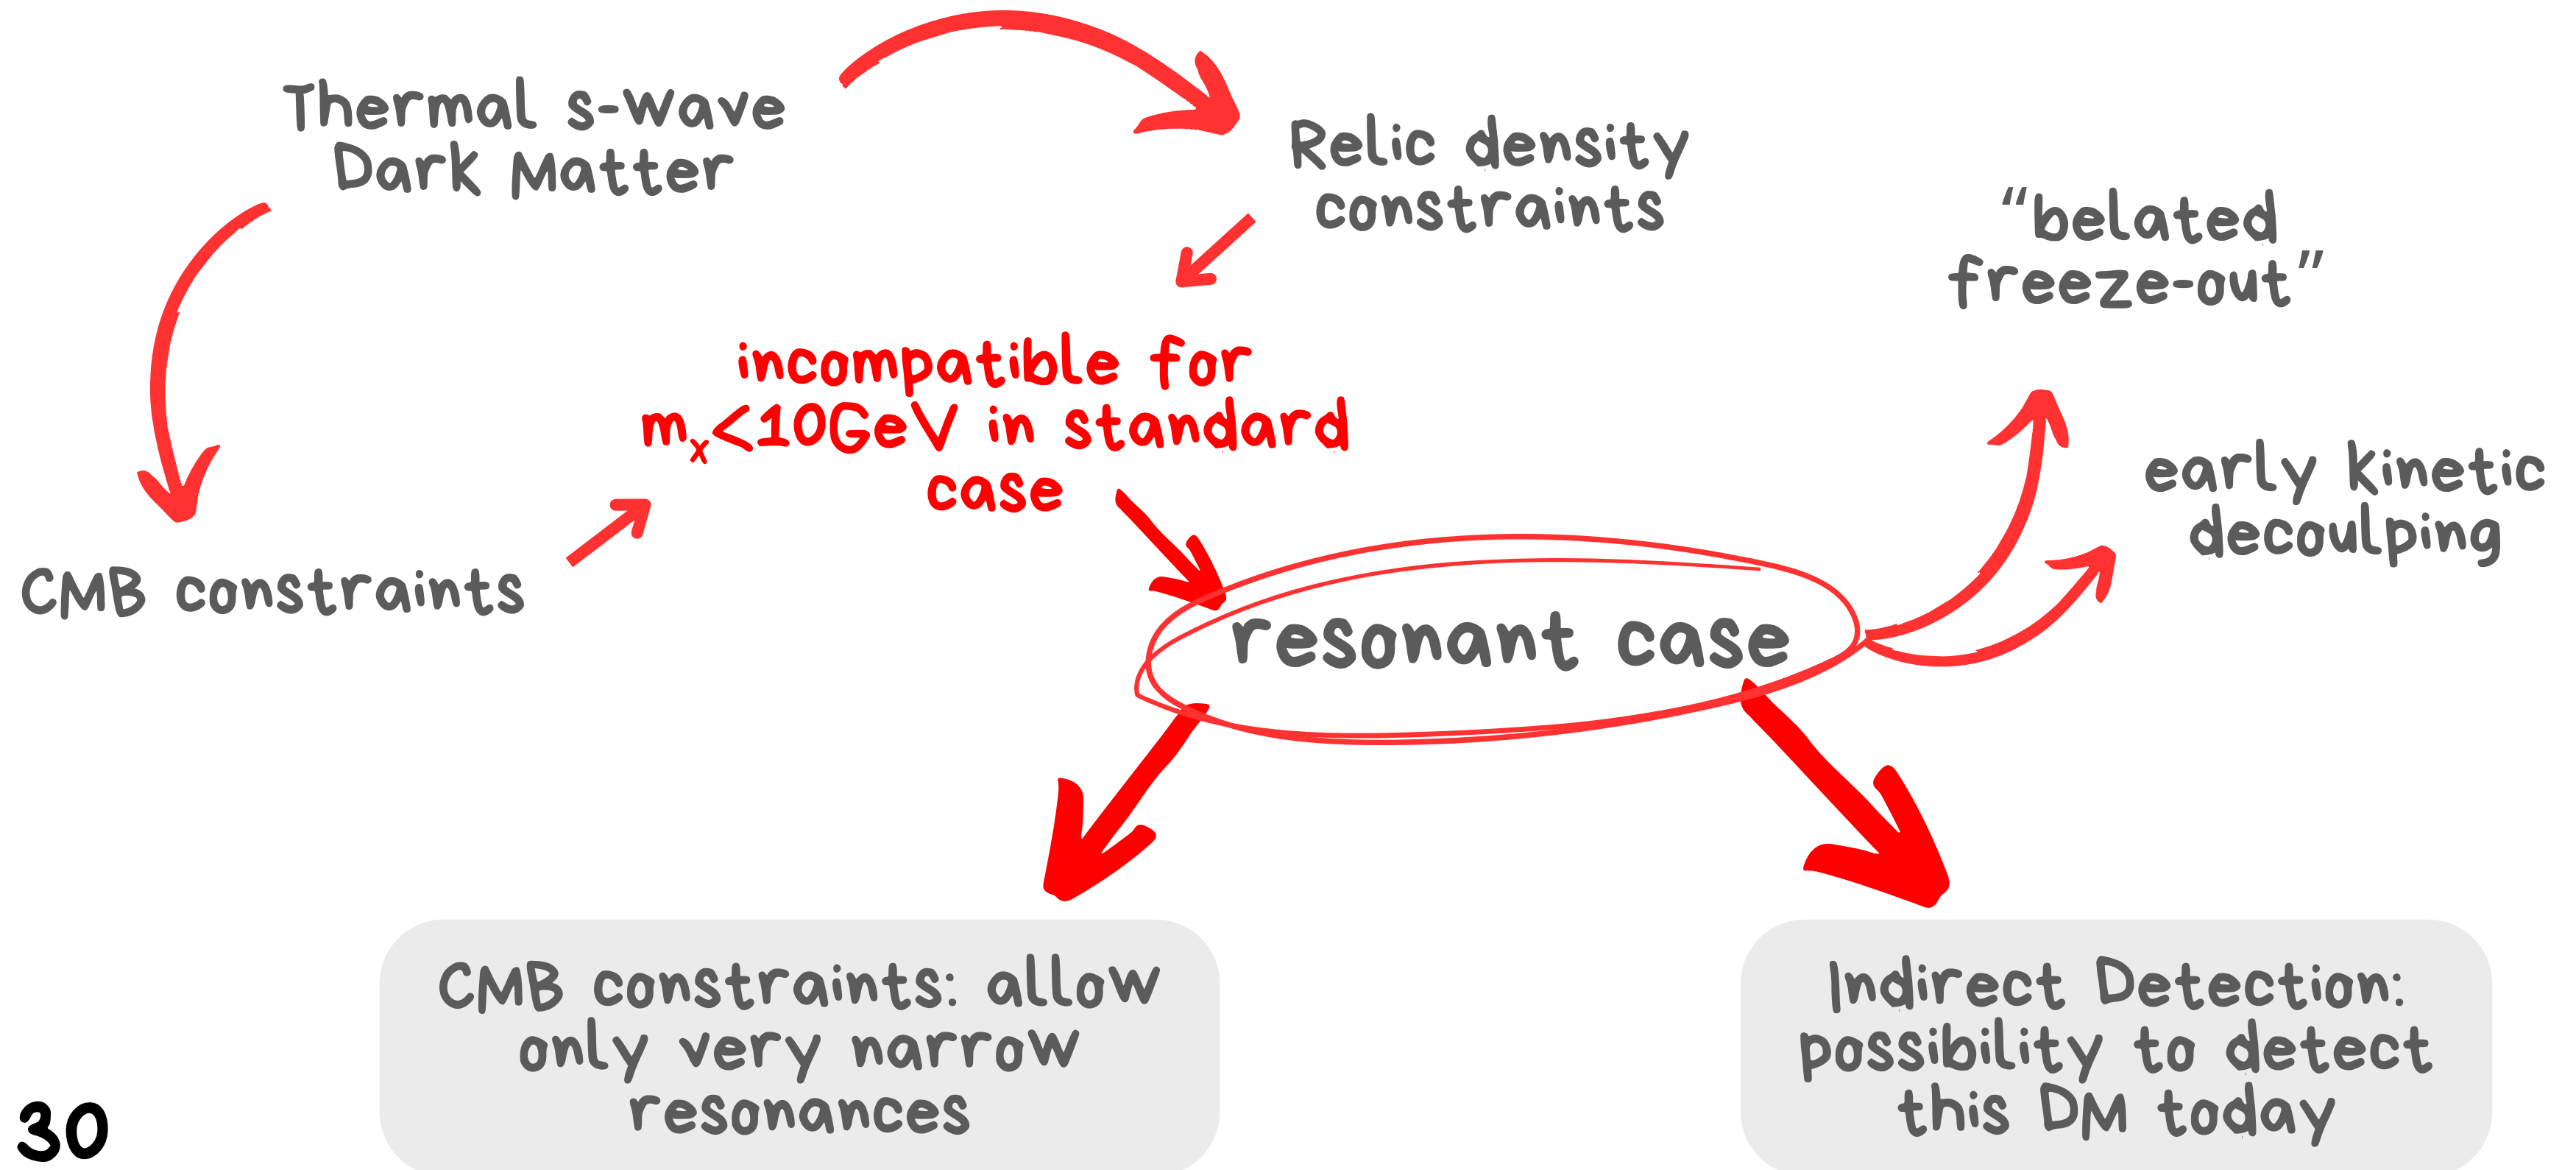 Thermal s-wave
Dark Matter
Relic density
constraints
"belated
freeze-out"
incompatible for
mₓ<10GeV in standard
case
early kinetic
decoulping
CMB constraints
resonant case
CMB constraints: allow
only very narrow
resonances
Indirect Detection:
possibility to detect
this DM today
30